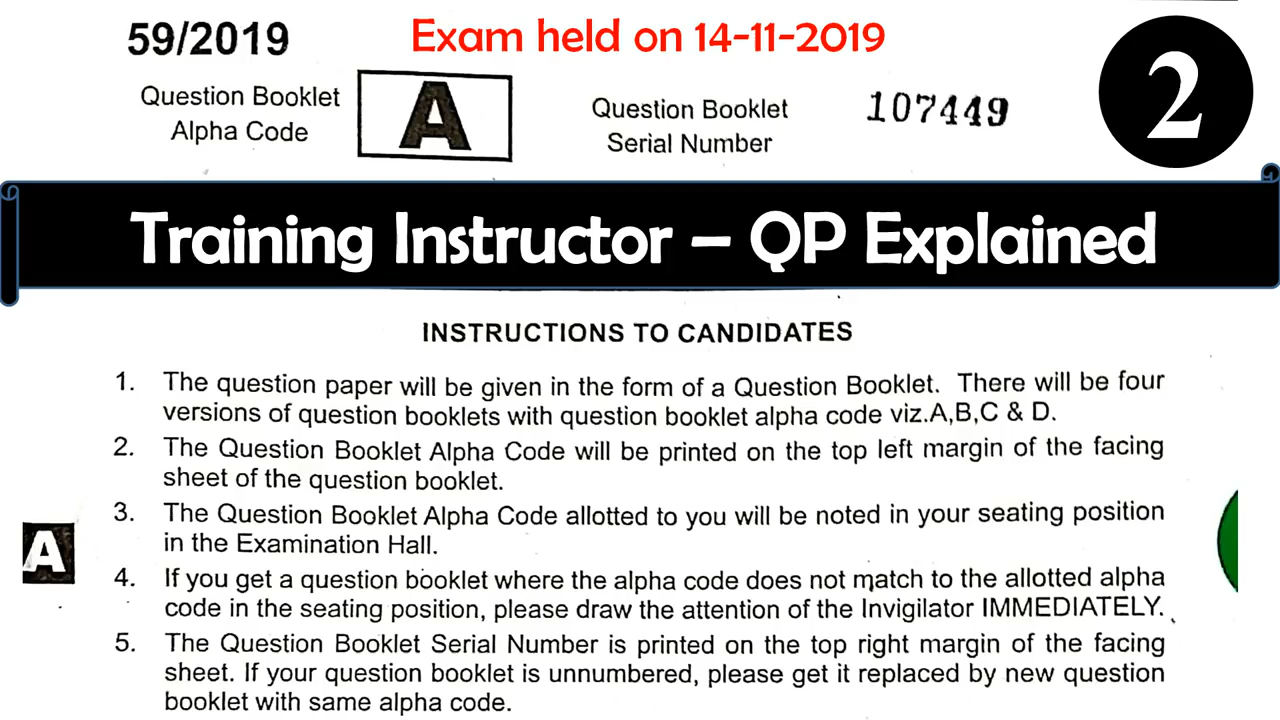 59/2019
Exam held on 14-11-2019
2
Question Booklet
Alpha Code
A
Question Booklet
Serial Number
107449
Training Instructor – QP Explained
INSTRUCTIONS TO CANDIDATES
1. The question paper will be given in the form of a Question Booklet. There will be four
versions of question booklets with question booklet alpha code viz.A,B,C & D.
2. The Question Booklet Alpha Code will be printed on the top left margin of the facing
sheet of the question booklet.
3. The Question Booklet Alpha Code allotted to you will be noted in your seating position
in the Examination Hall.
A
4. If you get a question booklet where the alpha code does not match to the allotted alpha
code in the seating position, please draw the attention of the Invigilator IMMEDIATELY.
5. The Question Booklet Serial Number is printed on the top right margin of the facing
sheet. If your question booklet is unnumbered, please get it replaced by new question
booklet with same alpha code.